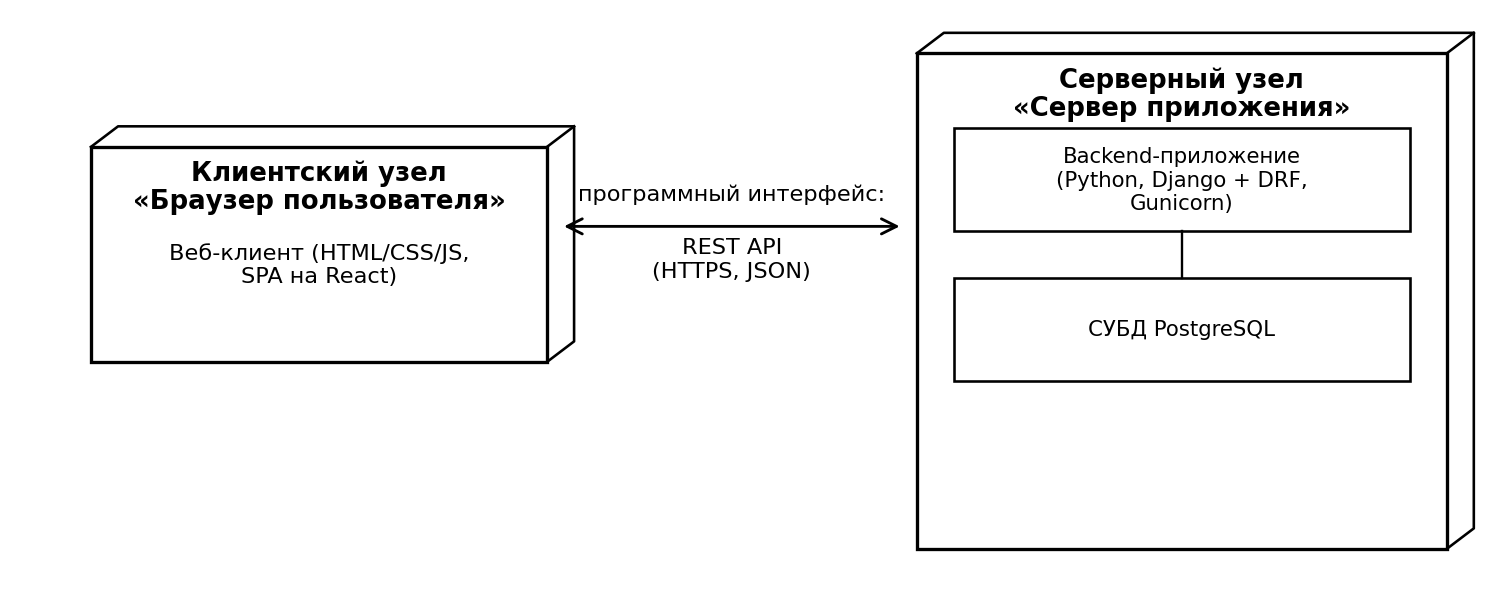 Клиентский узел
«Браузер пользователя»
Веб-клиент (HTML/CSS/JS,
SPA на React)
программный интерфейс:
REST API
(HTTPS, JSON)
Серверный узел
«Сервер приложения»
Backend-приложение
(Python, Django + DRF,
Gunicorn)
СУБД PostgreSQL